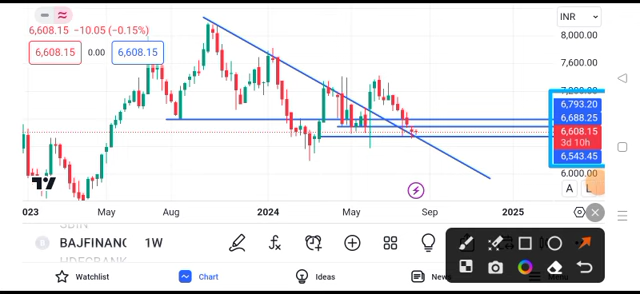 INR
6,608.15 −10.05 (−0.15%)
8,000.00
6,608.15 0.00 6,608.15
7,600.00
6,793.20
6,688.25
6,608.15
3d 10h
6,543.45
6,000.00
A L
023 May Aug 2024 May Sep 2025
BAJFINANC 1W
Watchlist Chart Ideas News Menu